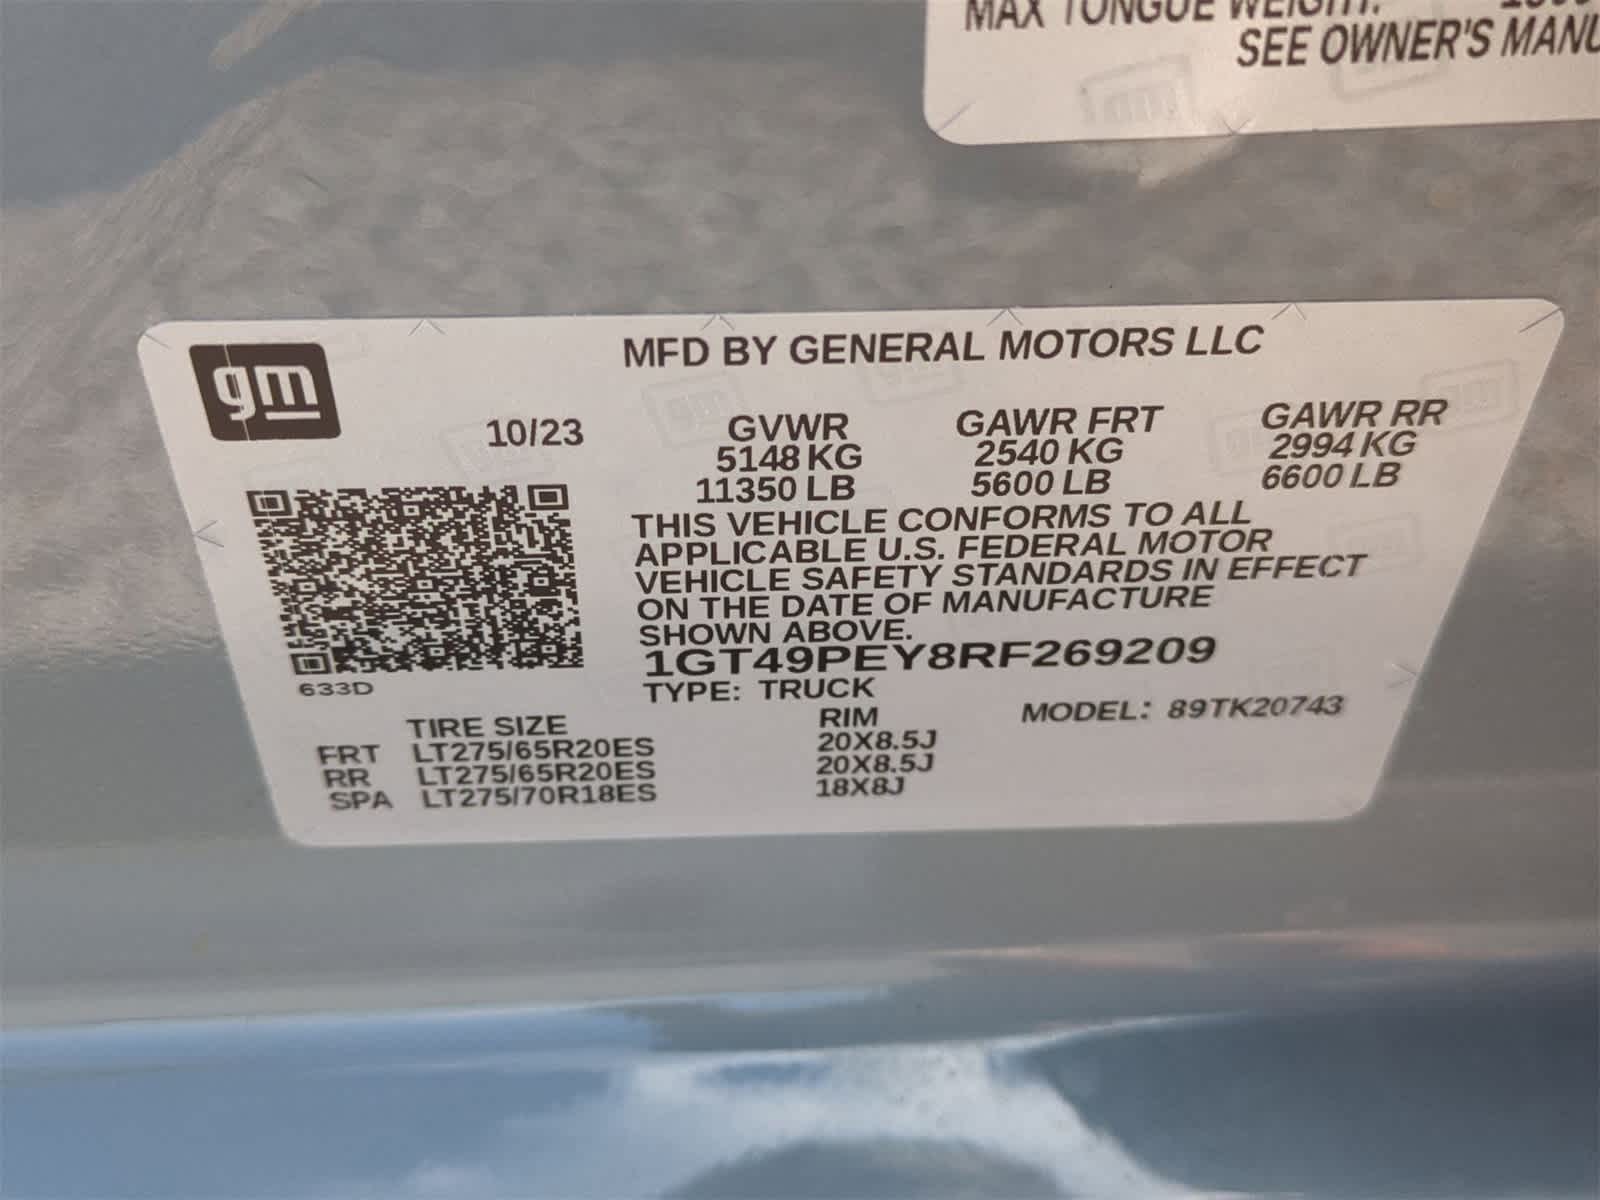 MAX TONGUE WEIGHT:
SEE OWNER'S MANU
gm
MFD BY GENERAL MOTORS LLC
10/23
GVWR GAWR FRT GAWR RR
5148 KG 2540 KG 2994 KG
11350 LB 5600 LB 6600 LB
THIS VEHICLE CONFORMS TO ALL
APPLICABLE U.S. FEDERAL MOTOR
VEHICLE SAFETY STANDARDS IN EFFECT
ON THE DATE OF MANUFACTURE
SHOWN ABOVE.
1GT49PEY8RF269209
633D
TYPE: TRUCK MODEL: 89TK20743
TIRE SIZE RIM
FRT LT275/65R20ES 20X8.5J
RR LT275/65R20ES 20X8.5J
SPA LT275/70R18ES 18X8J